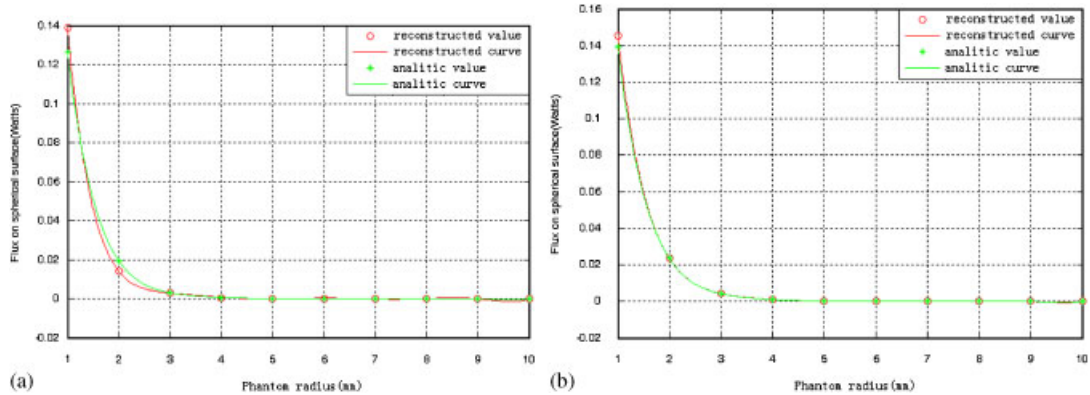 0.14
0.12
0.1
0.08
0.06
0.04
0.02
0
-0.02
Flux on spherical surface(Watts)
reconstructed value
reconstructed curve
analitic value
analitic curve
1 2 3 4 5 6 7 8 9 10
Phantom radius(mm)
(a)
0.16
0.14
0.12
0.1
0.08
0.06
0.04
0.02
0
-0.02
Flux on spherical surface(Watts)
reconstructed value
reconstructed curve
analitic value
analitic curve
1 2 3 4 5 6 7 8 9 10
Phantom radius(mm)
(b)